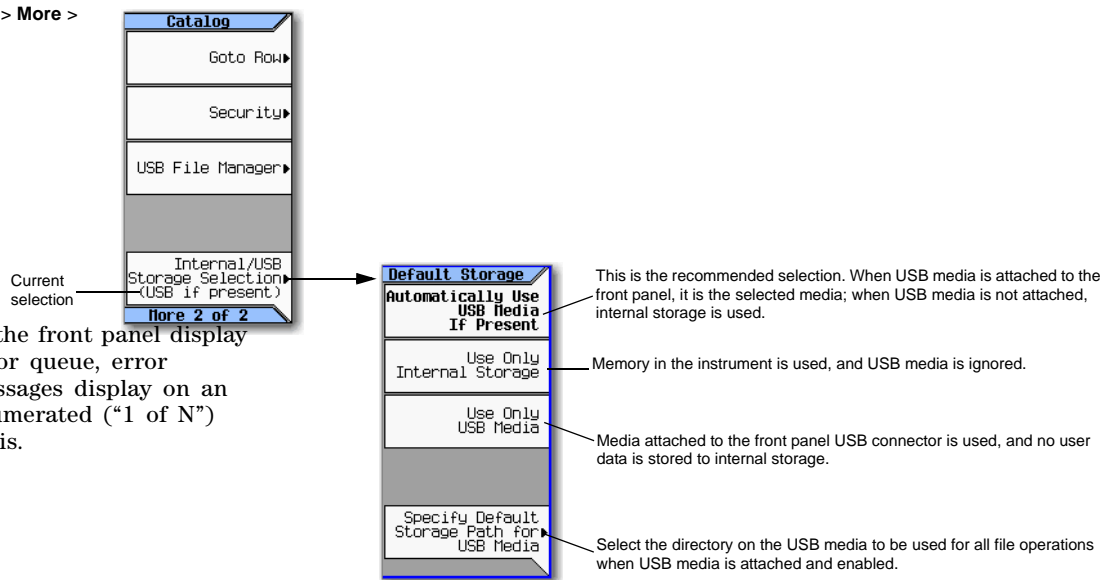 > More >
Catalog
Goto Row
Security
USB File Manager
Internal/USB
Storage Selection
(USB if present)
More 2 of 2
Current
selection
the front panel display
or queue, error
ssages display on an
umerated (“1 of N”)
is.
Default Storage
Automatically Use
USB Media
If Present
Use Only
Internal Storage
Use Only
USB Media
Specify Default
Storage Path for
USB Media
This is the recommended selection. When USB media is attached to the
front panel, it is the selected media; when USB media is not attached,
internal storage is used.
Memory in the instrument is used, and USB media is ignored.
Media attached to the front panel USB connector is used, and no user
data is stored to internal storage.
Select the directory on the USB media to be used for all file operations
when USB media is attached and enabled.